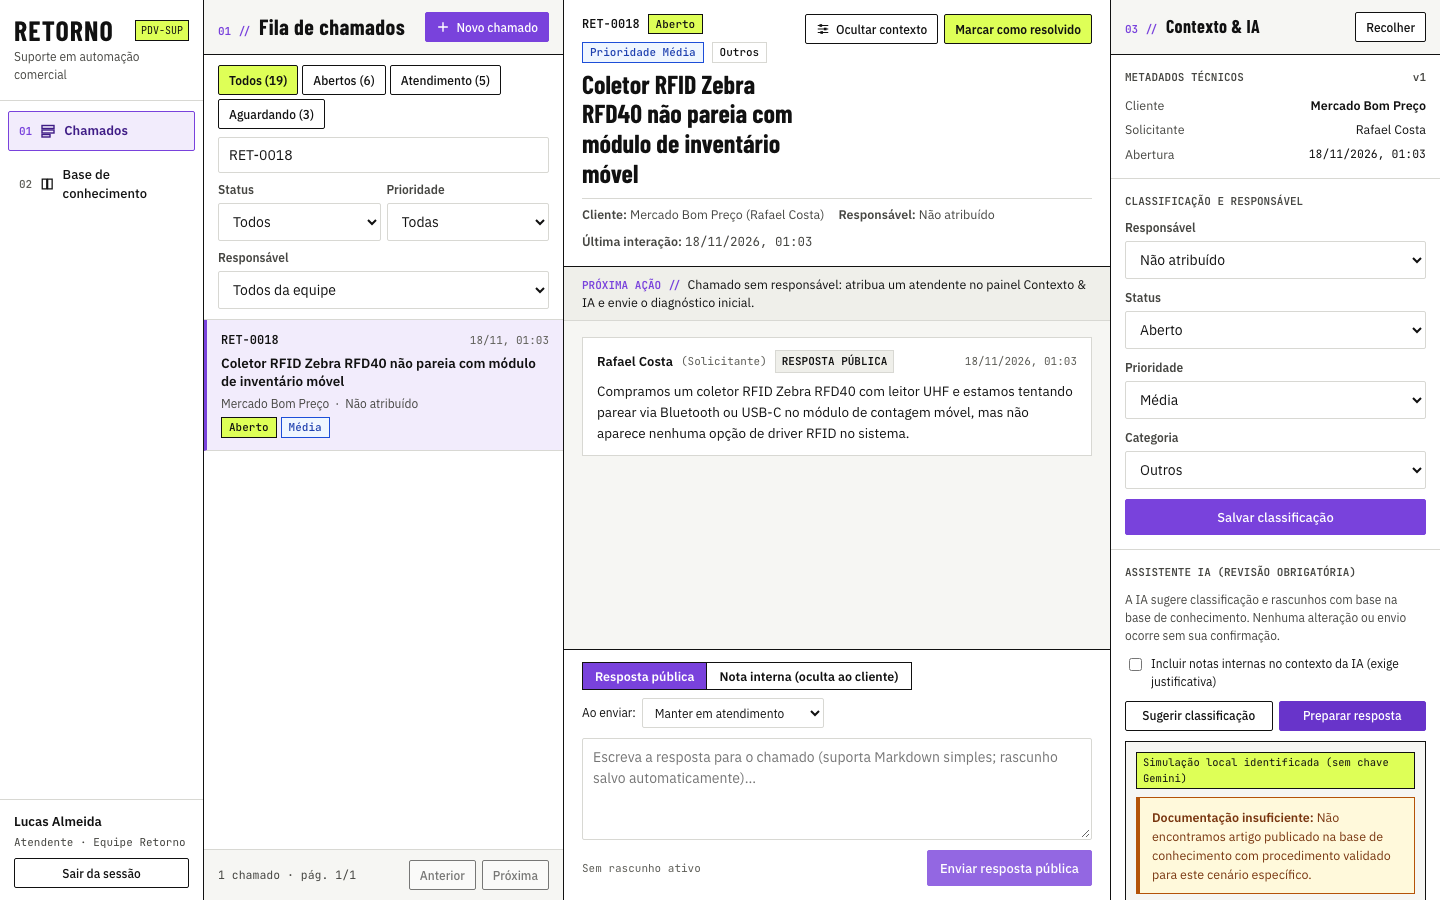 RETORNO
PDV-SUP
Suporte em automação
comercial
01 Chamados
02 Base de
conhecimento
Lucas Almeida
Atendente · Equipe Retorno
Sair da sessão
01 // Fila de chamados
Novo chamado
Todos (19)
Abertos (6)
Atendimento (5)
Aguardando (3)
RET-0018
Status
Prioridade
Todos
Todas
Responsável
Todos da equipe
RET-0018
18/11, 01:03
Coletor RFID Zebra RFD40 não pareia com módulo
de inventário móvel
Mercado Bom Preço · Não atribuído
Aberto
Média
1 chamado · pág. 1/1
Anterior
Próxima
RET-0018
Aberto
Prioridade Média
Outros
Ocultar contexto
Marcar como resolvido
Coletor RFID Zebra
RFD40 não pareia com
módulo de inventário
móvel
Cliente: Mercado Bom Preço (Rafael Costa) Responsável: Não atribuído
Última interação: 18/11/2026, 01:03
PRÓXIMA AÇÃO // Chamado sem responsável: atribua um atendente no painel Contexto &
IA e envie o diagnóstico inicial.
Rafael Costa (Solicitante) RESPOSTA PÚBLICA 18/11/2026, 01:03
Compramos um coletor RFID Zebra RFD40 com leitor UHF e estamos tentando
parear via Bluetooth ou USB-C no módulo de contagem móvel, mas não
aparece nenhuma opção de driver RFID no sistema.
Resposta pública
Nota interna (oculta ao cliente)
Ao enviar: Manter em atendimento
Escreva a resposta para o chamado (suporta Markdown simples; rascunho
salvo automaticamente)...
Sem rascunho ativo
Enviar resposta pública
03 // Contexto & IA
Recolher
METADADOS TÉCNICOS
v1
Cliente Mercado Bom Preço
Solicitante Rafael Costa
Abertura 18/11/2026, 01:03
CLASSIFICAÇÃO E RESPONSÁVEL
Responsável
Não atribuído
Status
Aberto
Prioridade
Média
Categoria
Outros
Salvar classificação
ASSISTENTE IA (REVISÃO OBRIGATÓRIA)
A IA sugere classificação e rascunhos com base na
base de conhecimento. Nenhuma alteração ou envio
ocorre sem sua confirmação.
Incluir notas internas no contexto da IA (exige
justificativa)
Sugerir classificação
Preparar resposta
Simulação local identificada (sem chave
Gemini)
Documentação insuficiente: Não
encontramos artigo publicado na base de
conhecimento com procedimento validado
para este cenário específico.